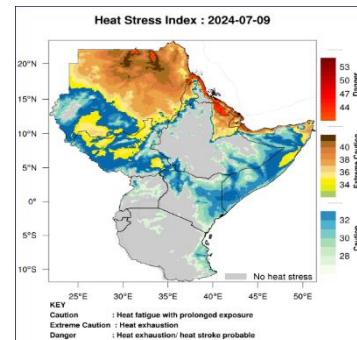 Heat Stress Index : 2024-07-09
20°N
15°N
10°N
5°N
0°
5°S
10°S
25°E 30°E 35°E 40°E 45°E 50°E
No heat stress
53
50
47
44
Danger
40
38
36
34
Extreme Caution
32
30
28
Caution
KEY
Caution : Heat fatigue with prolonged exposure
Extreme Caution : Heat exhaustion
Danger : Heat exhaustion/ heat stroke probable